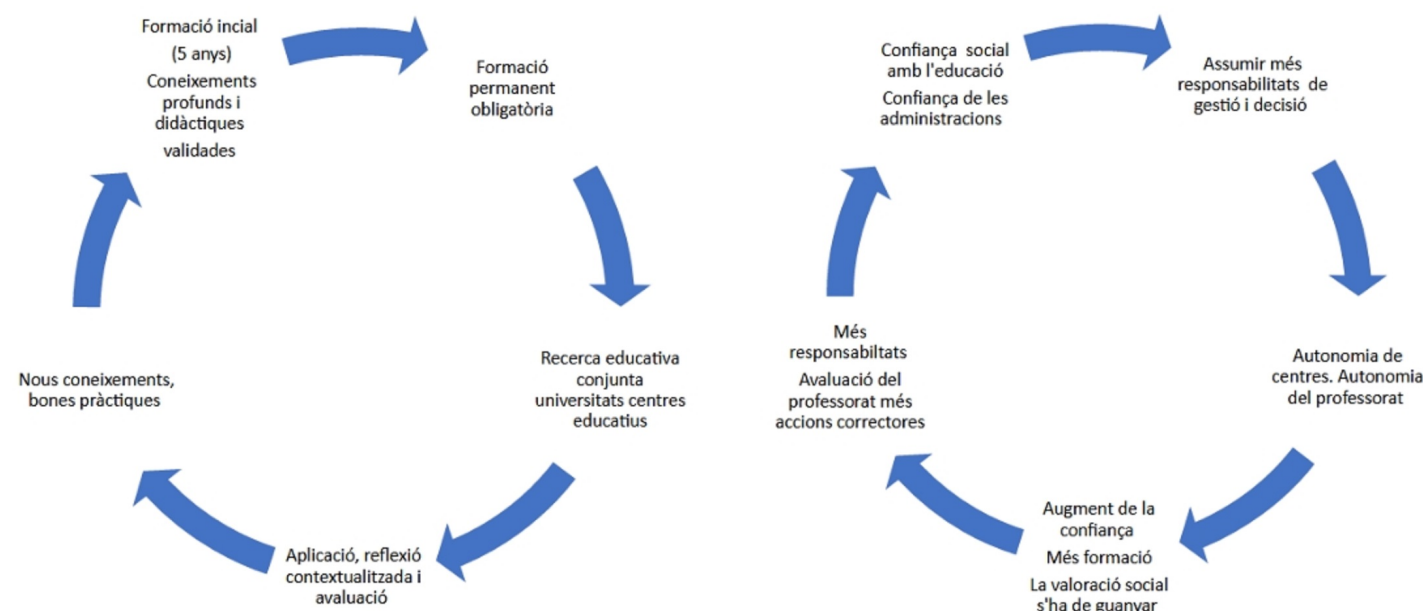 Formació incial
(5 anys)
Coneixements
profunds i
didàctiques
validades
Formació
permanent
obligatòria
Recerca educativa
conjunta
universitats centres
educatius
Aplicació, reflexió
contextualitzada i
avaluació
Nous coneixements,
bones pràctiques
Confiança social
amb l'educació
Confiança de les
administracions
Assumir més
responsabilitats de
gestió i decisió
Autonomia de
centres. Autonomia
del professorat
Augment de la
confiança
Més formació
La valoració social
s'ha de guanyar
Més
responsabiltats
Avaluació del
professorat més
accions correctores